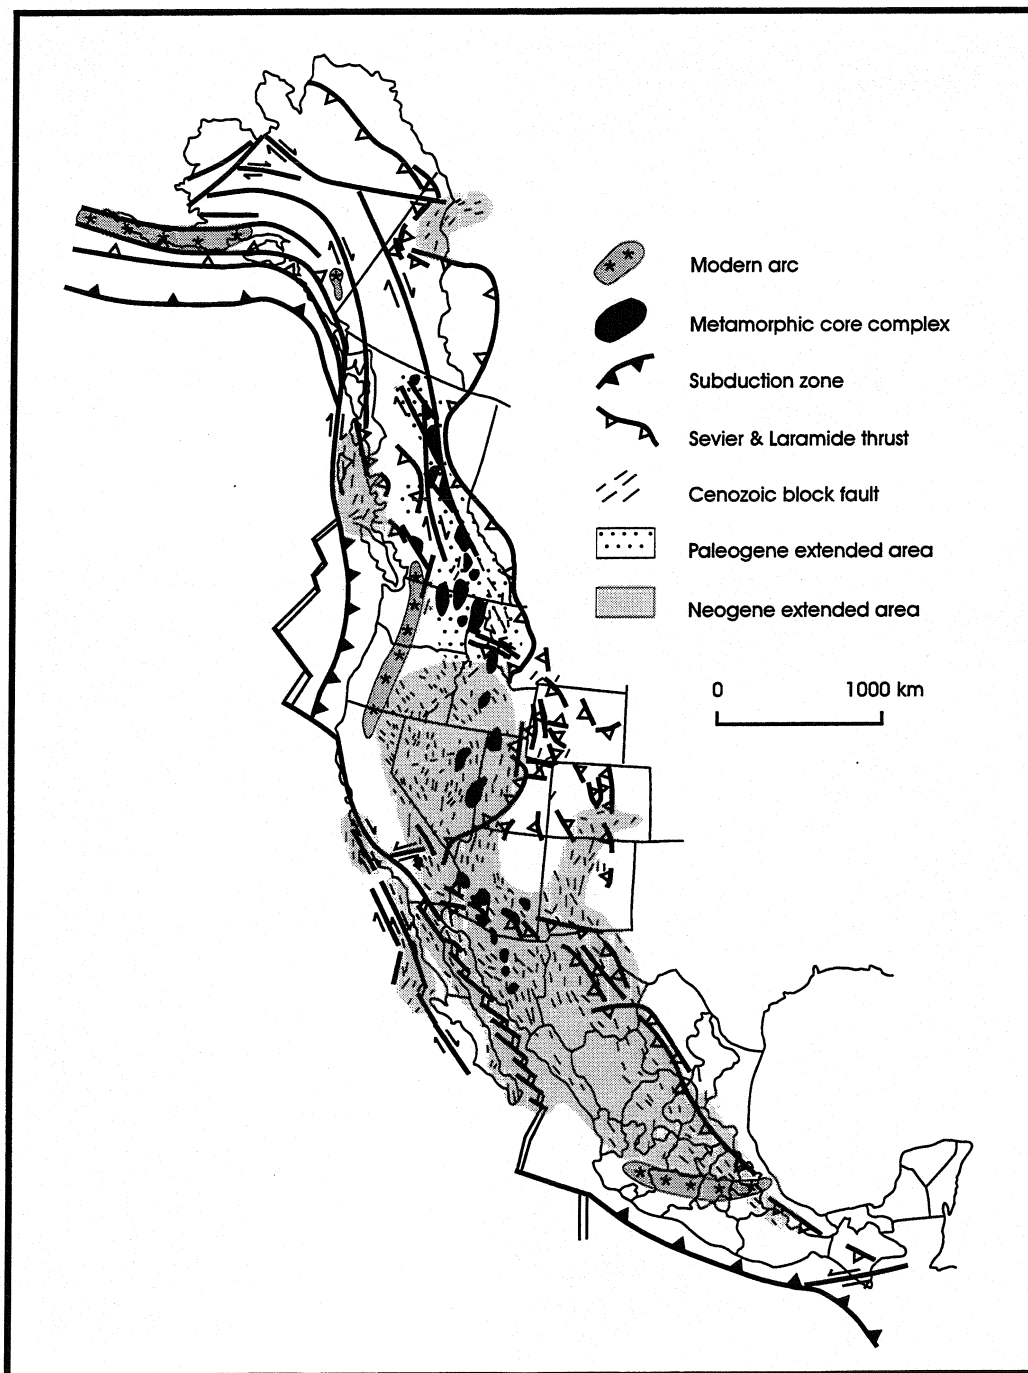 Modern arc
Metamorphic core complex
Subduction zone
Sevier & Laramide thrust
Cenozoic block fault
Paleogene extended area
Neogene extended area
0 1000 km